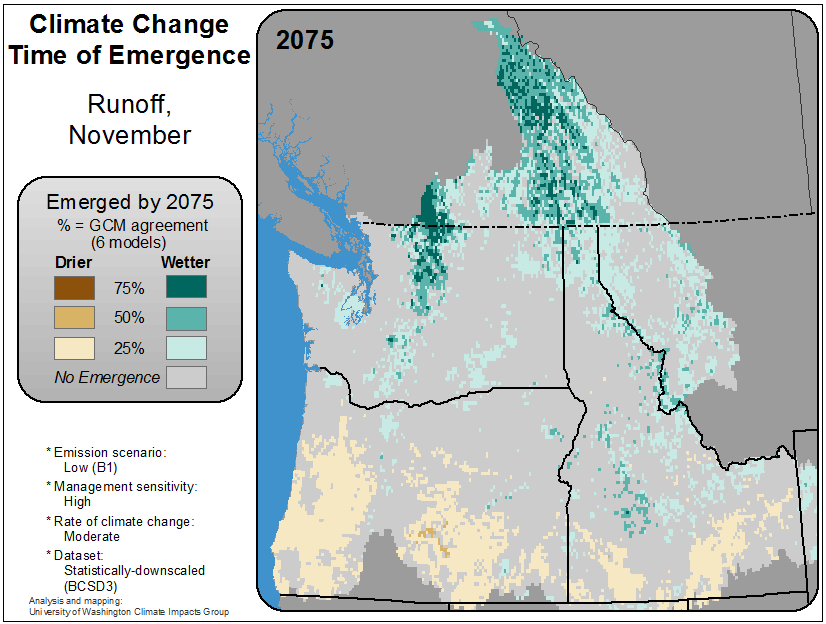 Climate Change
Time of Emergence
Runoff,
November
2075
Emerged by 2075
% = GCM agreement
(6 models)
Drier Wetter
75%
50%
25%
No Emergence
* Emission scenario:
Low (B1)
* Management sensitivity:
High
* Rate of climate change:
Moderate
* Dataset:
Statistically-downscaled
(BCSD3)
Analysis and mapping:
University of Washington Climate Impacts Group